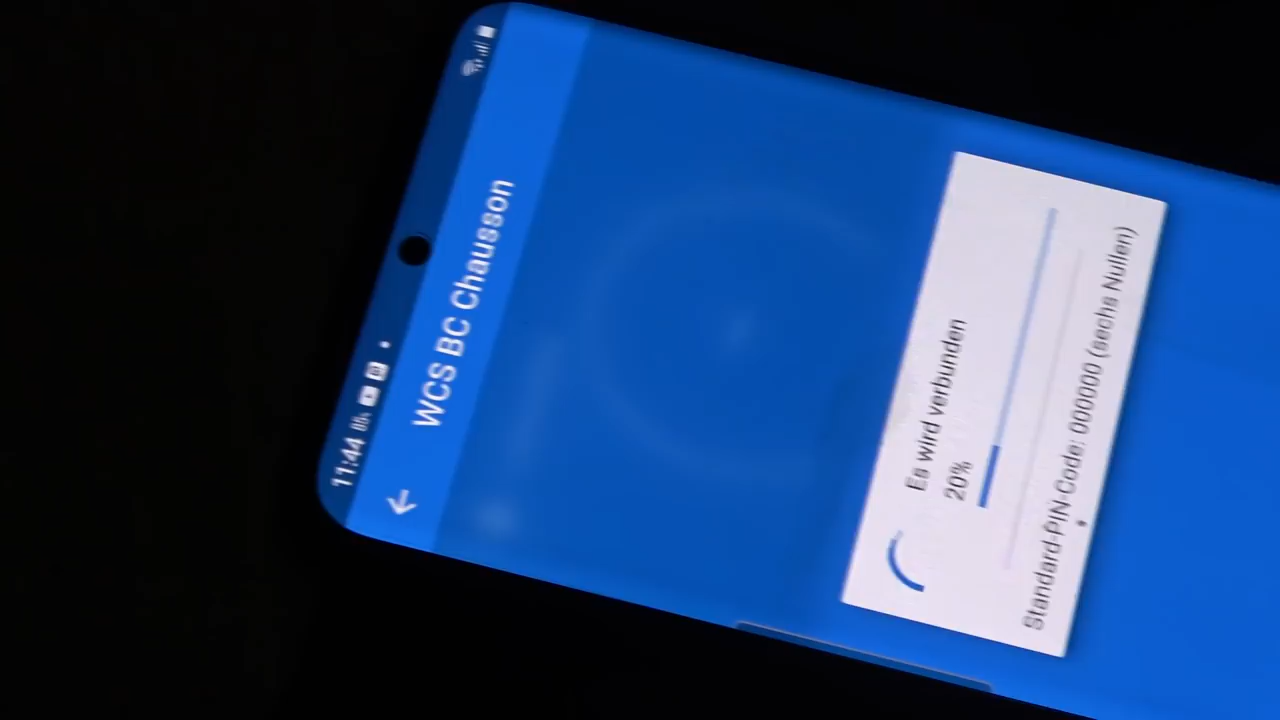 11:44
WCS BC Chausson
Es wird verbunden
20%
Standard-PIN-Code: 000000 (sechs Nullen)